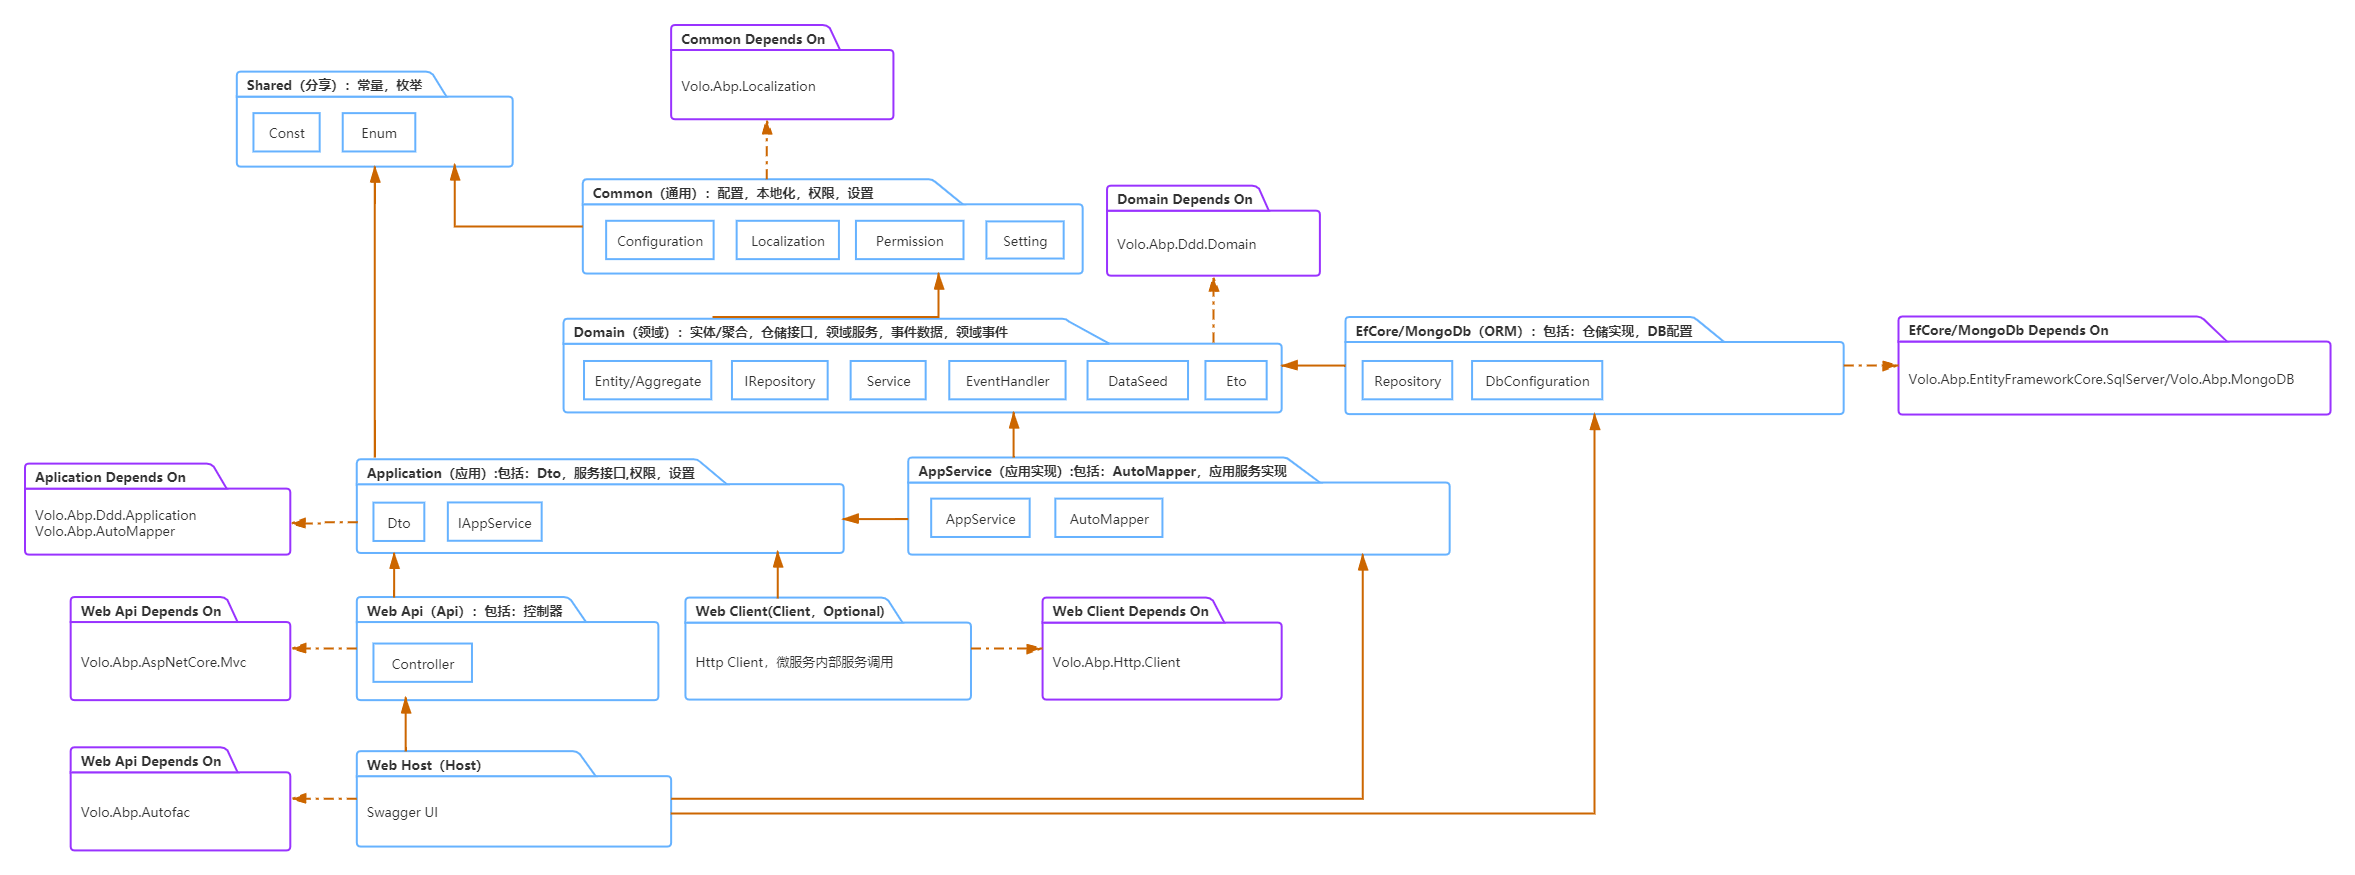 Common Depends On
Volo.Abp.Localization
Shared（分享）：常量，枚举
Const
Enum
Common（通用）：配置，本地化，权限，设置
Configuration
Localization
Permission
Setting
Domain Depends On
Volo.Abp.Ddd.Domain
Domain（领域）：实体/聚合，仓储接口，领域服务，事件数据，领域事件
Entity/Aggregate
IRepository
Service
EventHandler
DataSeed
Eto
EfCore/MongoDb（ORM）：包括：仓储实现，DB配置
Repository
DbConfiguration
EfCore/MongoDb Depends On
Volo.Abp.EntityFrameworkCore.SqlServer/Volo.Abp.MongoDB
Aplication Depends On
Volo.Abp.Ddd.Application
Volo.Abp.AutoMapper
Application（应用）:包括：Dto，服务接口,权限，设置
Dto
IAppService
AppService（应用实现）:包括：AutoMapper，应用服务实现
AppService
AutoMapper
Web Api Depends On
Volo.Abp.AspNetCore.Mvc
Web Api（Api）：包括：控制器
Controller
Web Client(Client，Optional)
Http Client，微服务内部服务调用
Web Client Depends On
Volo.Abp.Http.Client
Web Api Depends On
Volo.Abp.Autofac
Web Host（Host）
Swagger UI